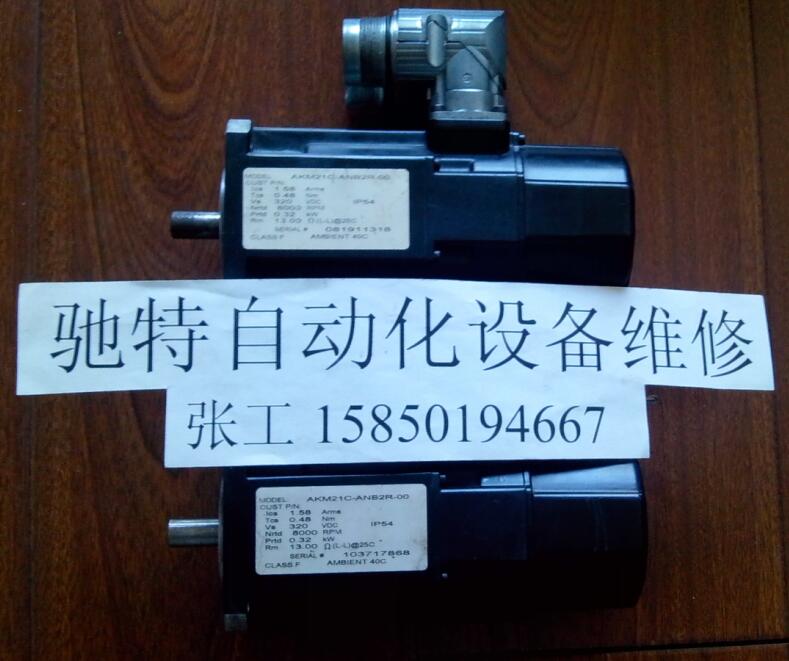 MODEL AKM21C-ANB2R-00
CUST P/N:
Ics 1.58 Arms
Tcs 0.48 Nm
Vs 320 VDC IP54
Nrtd 8000 RPM
Prtd 0.32 kW
Rm 13.00 Ω(L-L)@25C
SERIAL # 081911318
CLASS F AMBIENT 40C
驰特自动化设备维修
张工 15850194667
MODEL: AKM21C-ANB2R-00
CUST P/N:
Ics 1.58 Arms
Tcs 0.48 Nm
Vs 320 VDC IP54
Nrtd 8000 RPM
Prtd 0.32 kW
Rm 13.00 Ω(L-L)@25C
SERIAL # 103717868
CLASS F AMBIENT 40C